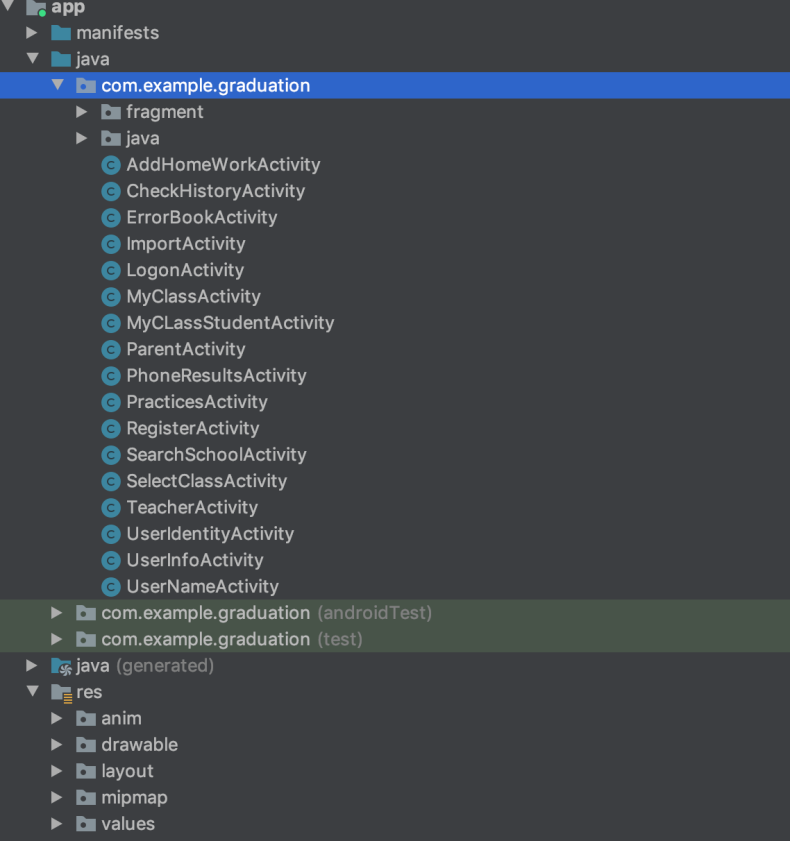 app
manifests
java
com.example.graduation
fragment
java
AddHomeWorkActivity
CheckHistoryActivity
ErrorBookActivity
ImportActivity
LogonActivity
MyClassActivity
MyCLassStudentActivity
ParentActivity
PhoneResultsActivity
PracticesActivity
RegisterActivity
SearchSchoolActivity
SelectClassActivity
TeacherActivity
UserIdentityActivity
UserInfoActivity
UserNameActivity
com.example.graduation (androidTest)
com.example.graduation (test)
java (generated)
res
anim
drawable
layout
mipmap
values